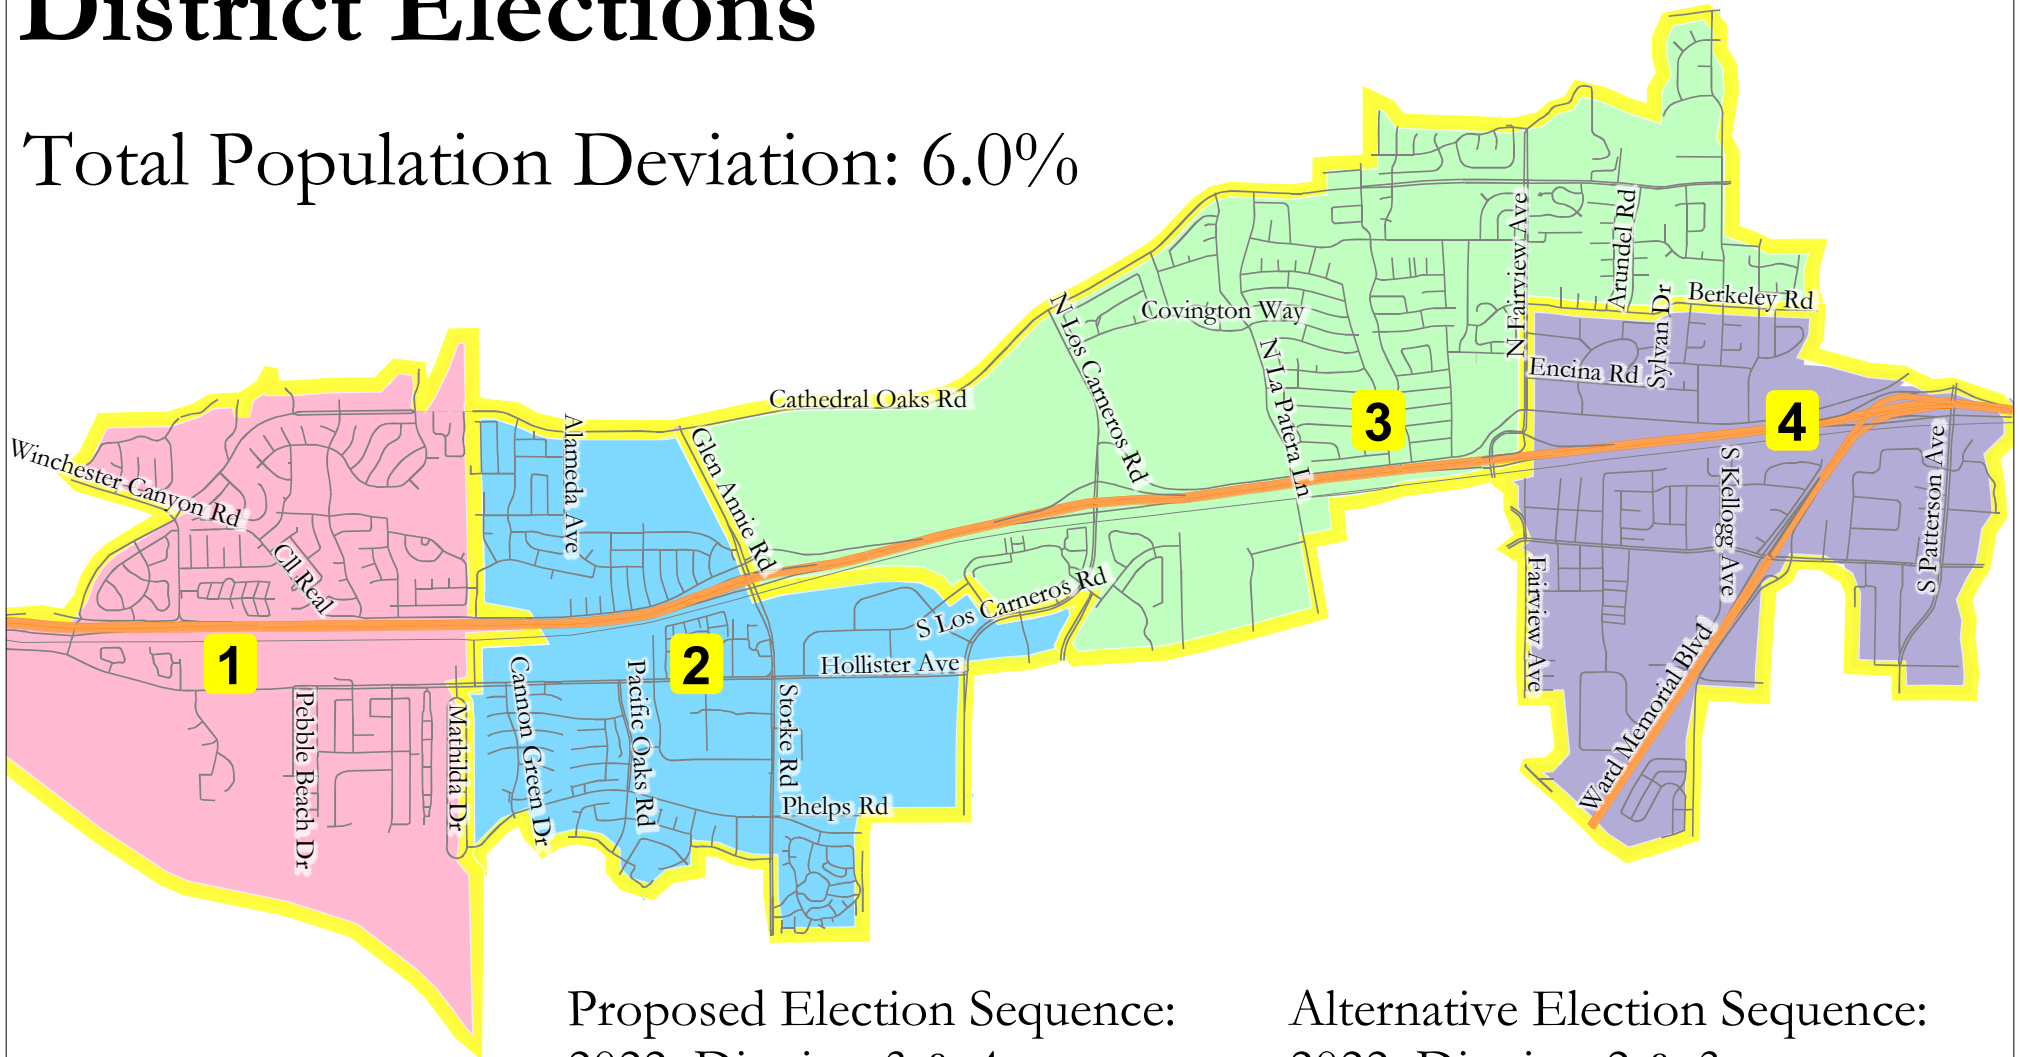 District Elections
Total Population Deviation: 6.0%
N Fairview Ave
Arundel Rd
Sylvan Dr
Berkeley Rd
Covington Way
N Los Carneros Rd
N La Patera Ln
Encina Rd
Cathedral Oaks Rd
3
4
Winchester Canyon Rd
Alameda Ave
Glen Annie Rd
S Kellogg Ave
S Patterson Ave
Cll Real
S Los Carneros Rd
Fairview Ave
1
2
Hollister Ave
Ward Memorial Blvd
Pebble Beach Dr
Mathilda Dr
Cannon Green Dr
Pacific Oaks Rd
Storke Rd
Phelps Rd
Proposed Election Sequence:
Alternative Election Sequence: